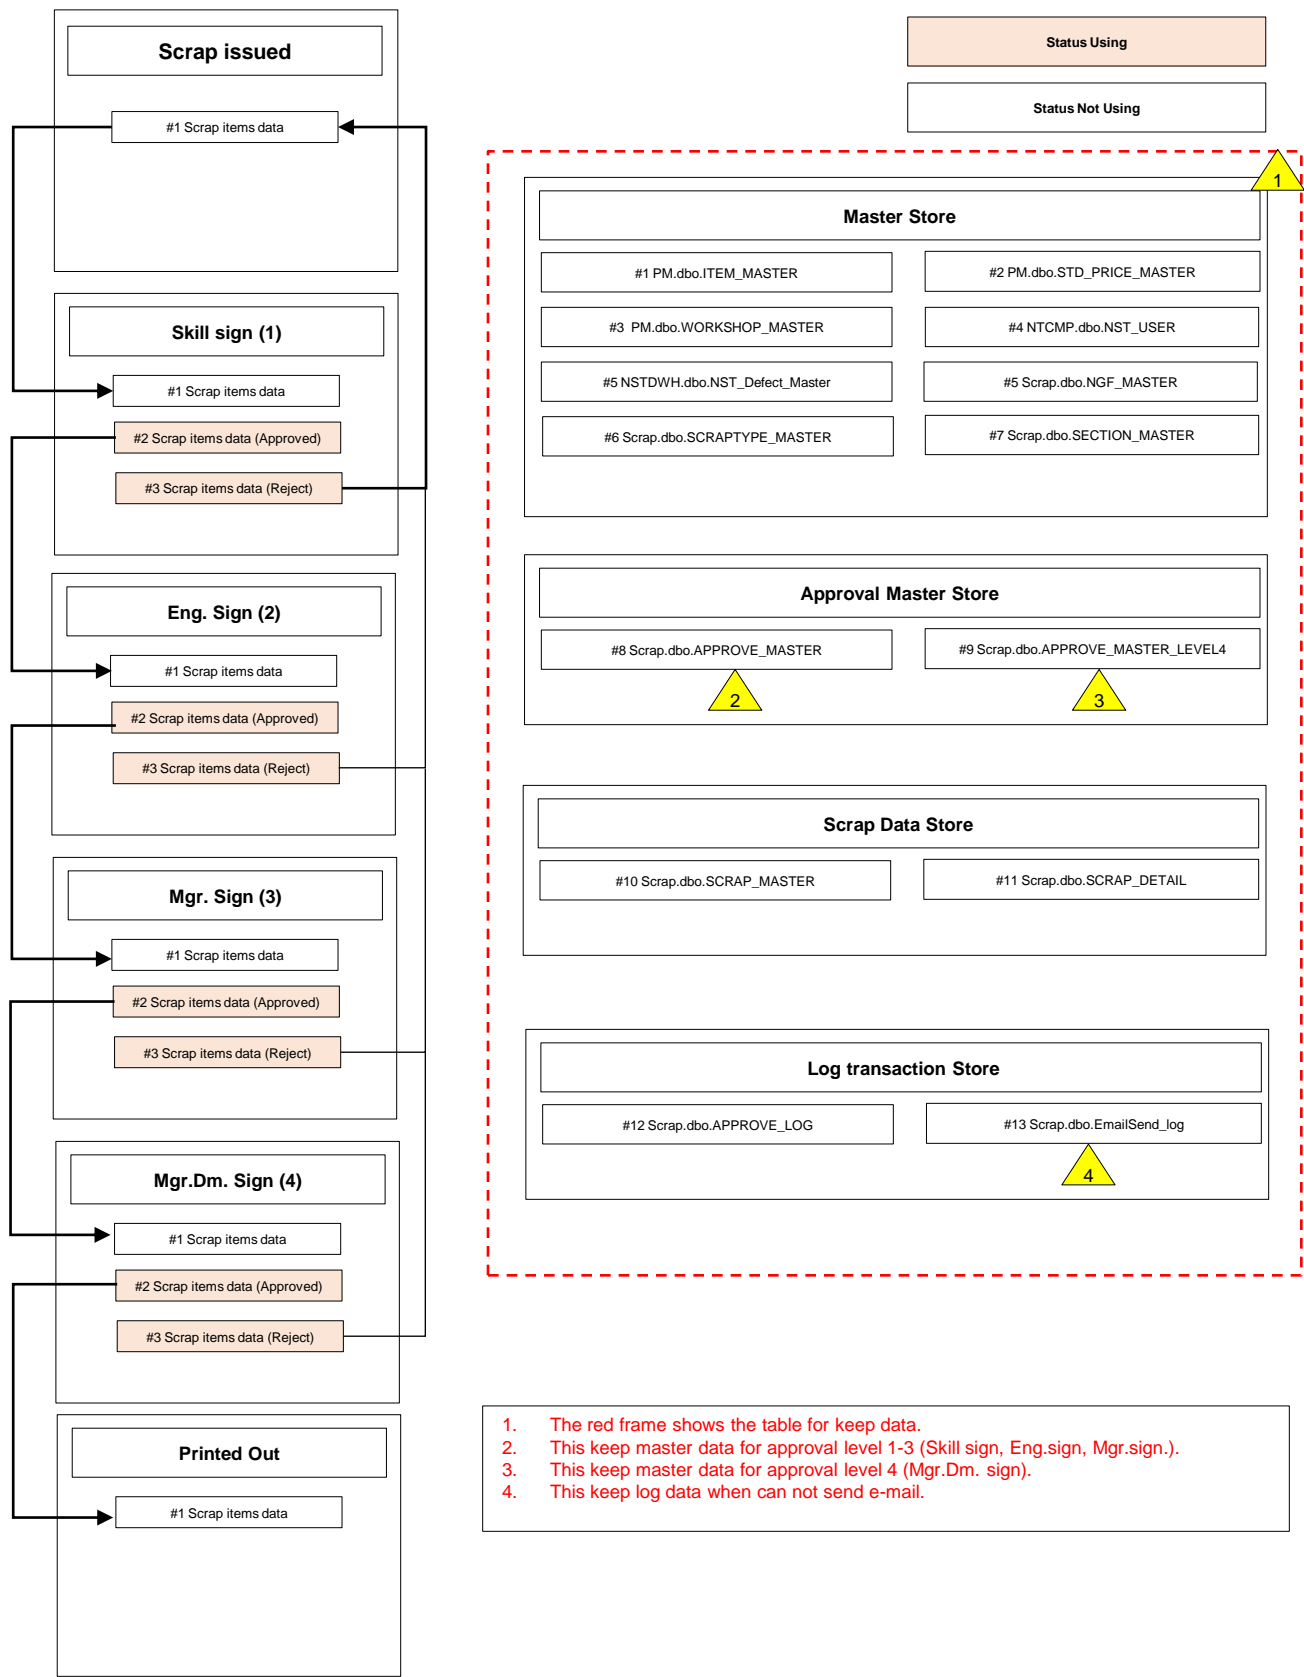 Scrap issued
#1 Scrap items data
Skill sign (1)
#1 Scrap items data
#2 Scrap items data (Approved)
#3 Scrap items data (Reject)
Eng. Sign (2)
#1 Scrap items data
#2 Scrap items data (Approved)
#3 Scrap items data (Reject)
Mgr. Sign (3)
#1 Scrap items data
#2 Scrap items data (Approved)
#3 Scrap items data (Reject)
Mgr.Dm. Sign (4)
#1 Scrap items data
#2 Scrap items data (Approved)
#3 Scrap items data (Reject)
Printed Out
#1 Scrap items data
Status Using
Status Not Using
1
Master Store
#1 PM.dbo.ITEM_MASTER
#2 PM.dbo.STD_PRICE_MASTER
#3 PM.dbo.WORKSHOP_MASTER
#4 NTCMP.dbo.NST_USER
#5 NSTDWH.dbo.NST_Defect_Master
#5 Scrap.dbo.NGF_MASTER
#6 Scrap.dbo.SCRAPTYPE_MASTER
#7 Scrap.dbo.SECTION_MASTER
Approval Master Store
#8 Scrap.dbo.APPROVE_MASTER
#9 Scrap.dbo.APPROVE_MASTER_LEVEL4
2
3
Scrap Data Store
#10 Scrap.dbo.SCRAP_MASTER
#11 Scrap.dbo.SCRAP_DETAIL
Log transaction Store
#12 Scrap.dbo.APPROVE_LOG
#13 Scrap.dbo.EmailSend_log
4
1. The red frame shows the table for keep data.
2. This keep master data for approval level 1-3 (Skill sign, Eng.sign, Mgr.sign.).
3. This keep master data for approval level 4 (Mgr.Dm. sign).
4. This keep log data when can not send e-mail.